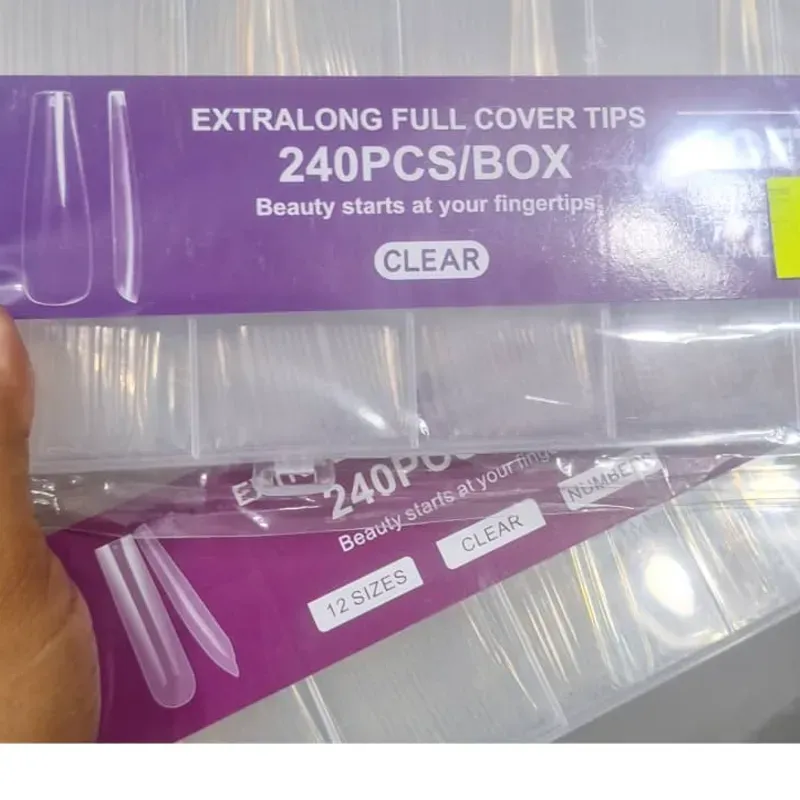 EXTRALONG FULL COVER TIPS
240PCS/BOX
Beauty starts at your fingertips
CLEAR
240PC
Beauty starts at your fing
12 SIZES
CLEAR
NUMBERS